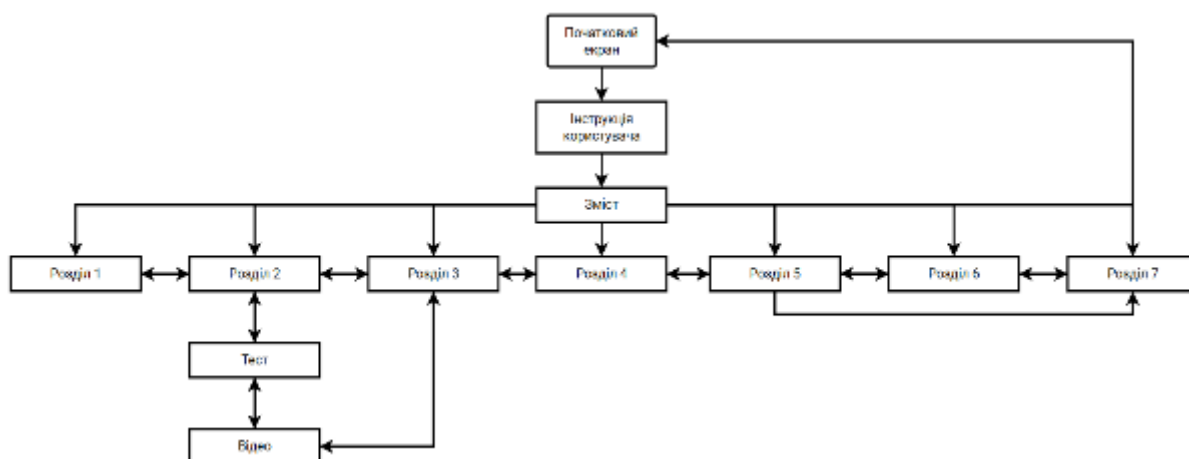 Початковий
екран
Інструкція
користувача
Зміст
Розділ 1
Розділ 2
Розділ 3
Розділ 4
Розділ 5
Розділ 6
Розділ 7
Тест
Відео